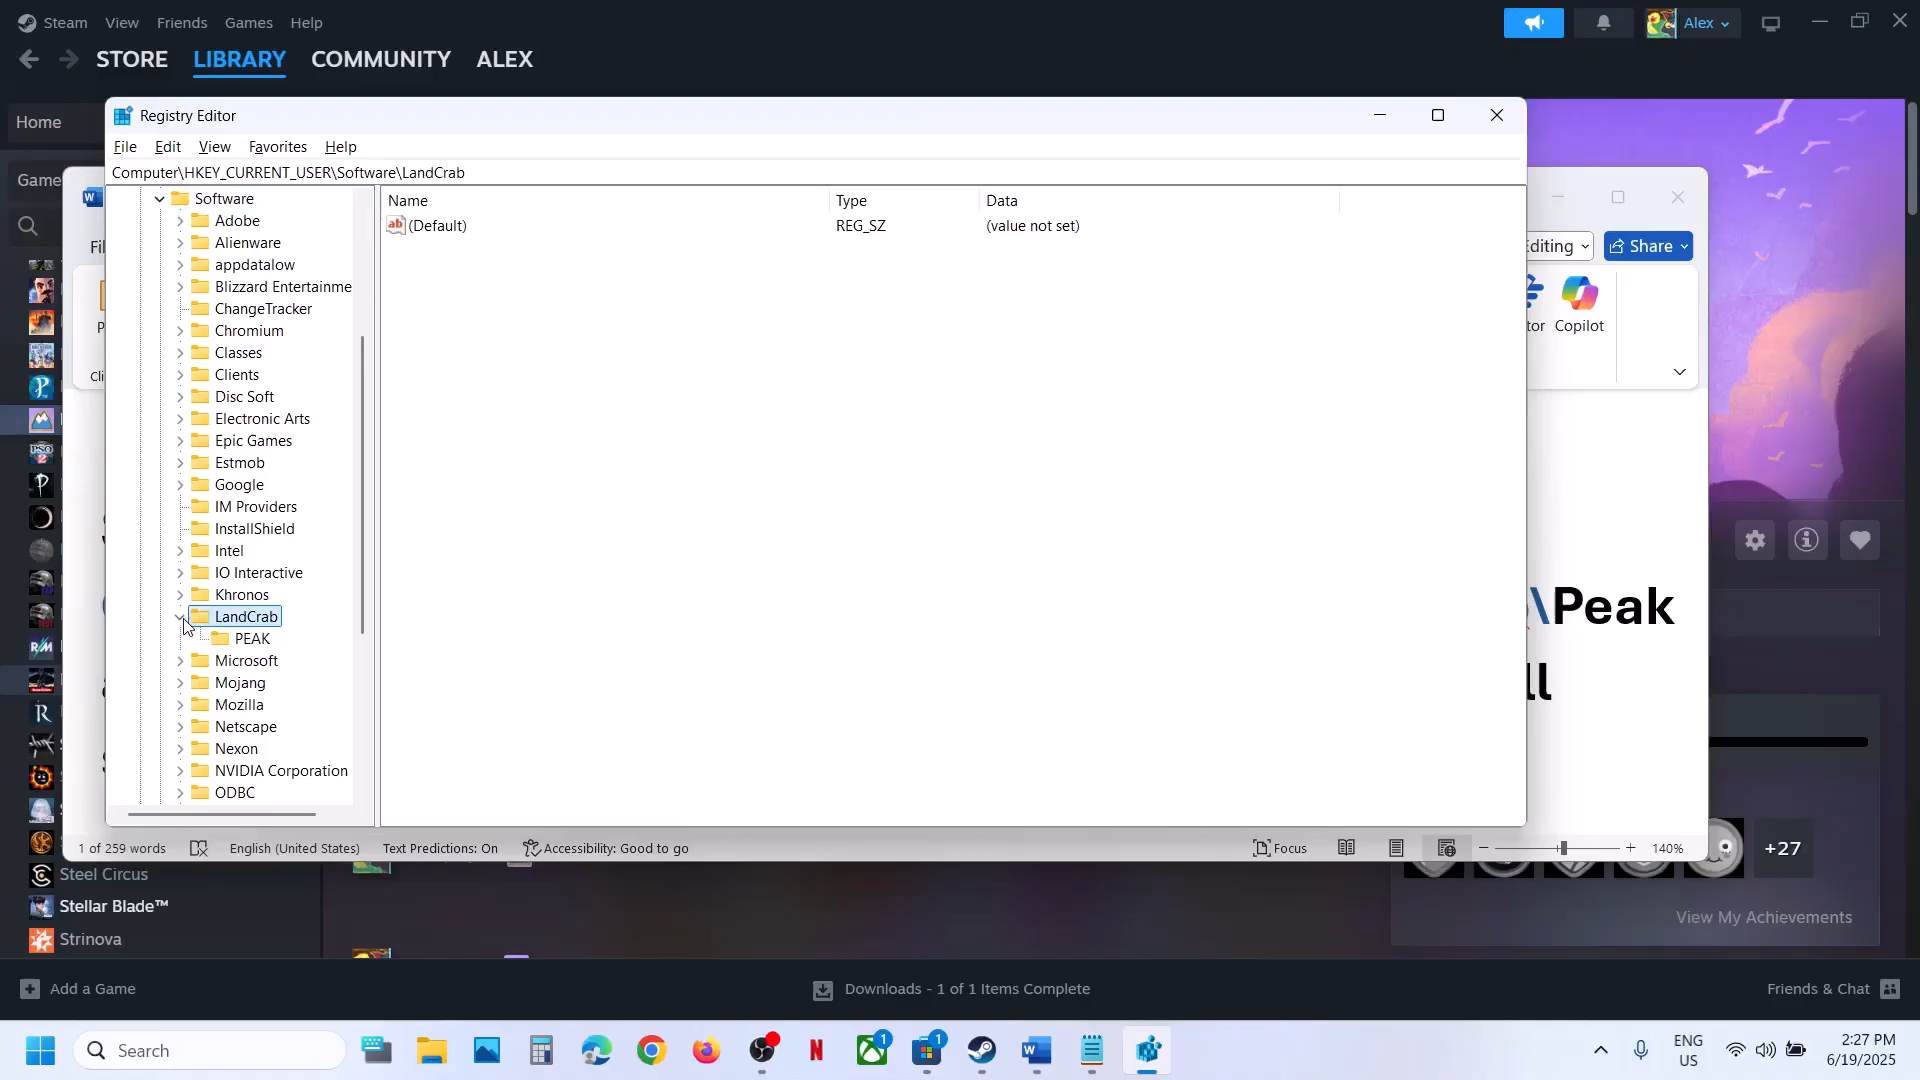 Steam View Friends Games Help
Alex
STORE LIBRARY COMMUNITY ALEX
Home
Registry Editor
File Edit View Favorites Help
Computer\HKEY_CURRENT_USER\Software\LandCrab
Game
Name Type Data
(Default) REG_SZ (value not set)
Software
Adobe
Alienware
appdatalow
Blizzard Entertainme
ChangeTracker
Chromium
Classes
Clients
Disc Soft
Electronic Arts
Epic Games
Estmob
Google
IM Providers
InstallShield
Intel
IO Interactive
Khronos
LandCrab
PEAK
Microsoft
Mojang
Mozilla
Netscape
Nexon
NVIDIA Corporation
ODBC
Editing Share
Copilot
\Peak
1 of 259 words English (United States) Text Predictions: On Accessibility: Good to go Focus 140%
+27
Steel Circus
Stellar Blade™
View My Achievements
Strinova
Add a Game Downloads - 1 of 1 Items Complete Friends & Chat
Search
1
1
ENG
US
2:27 PM
6/19/2025